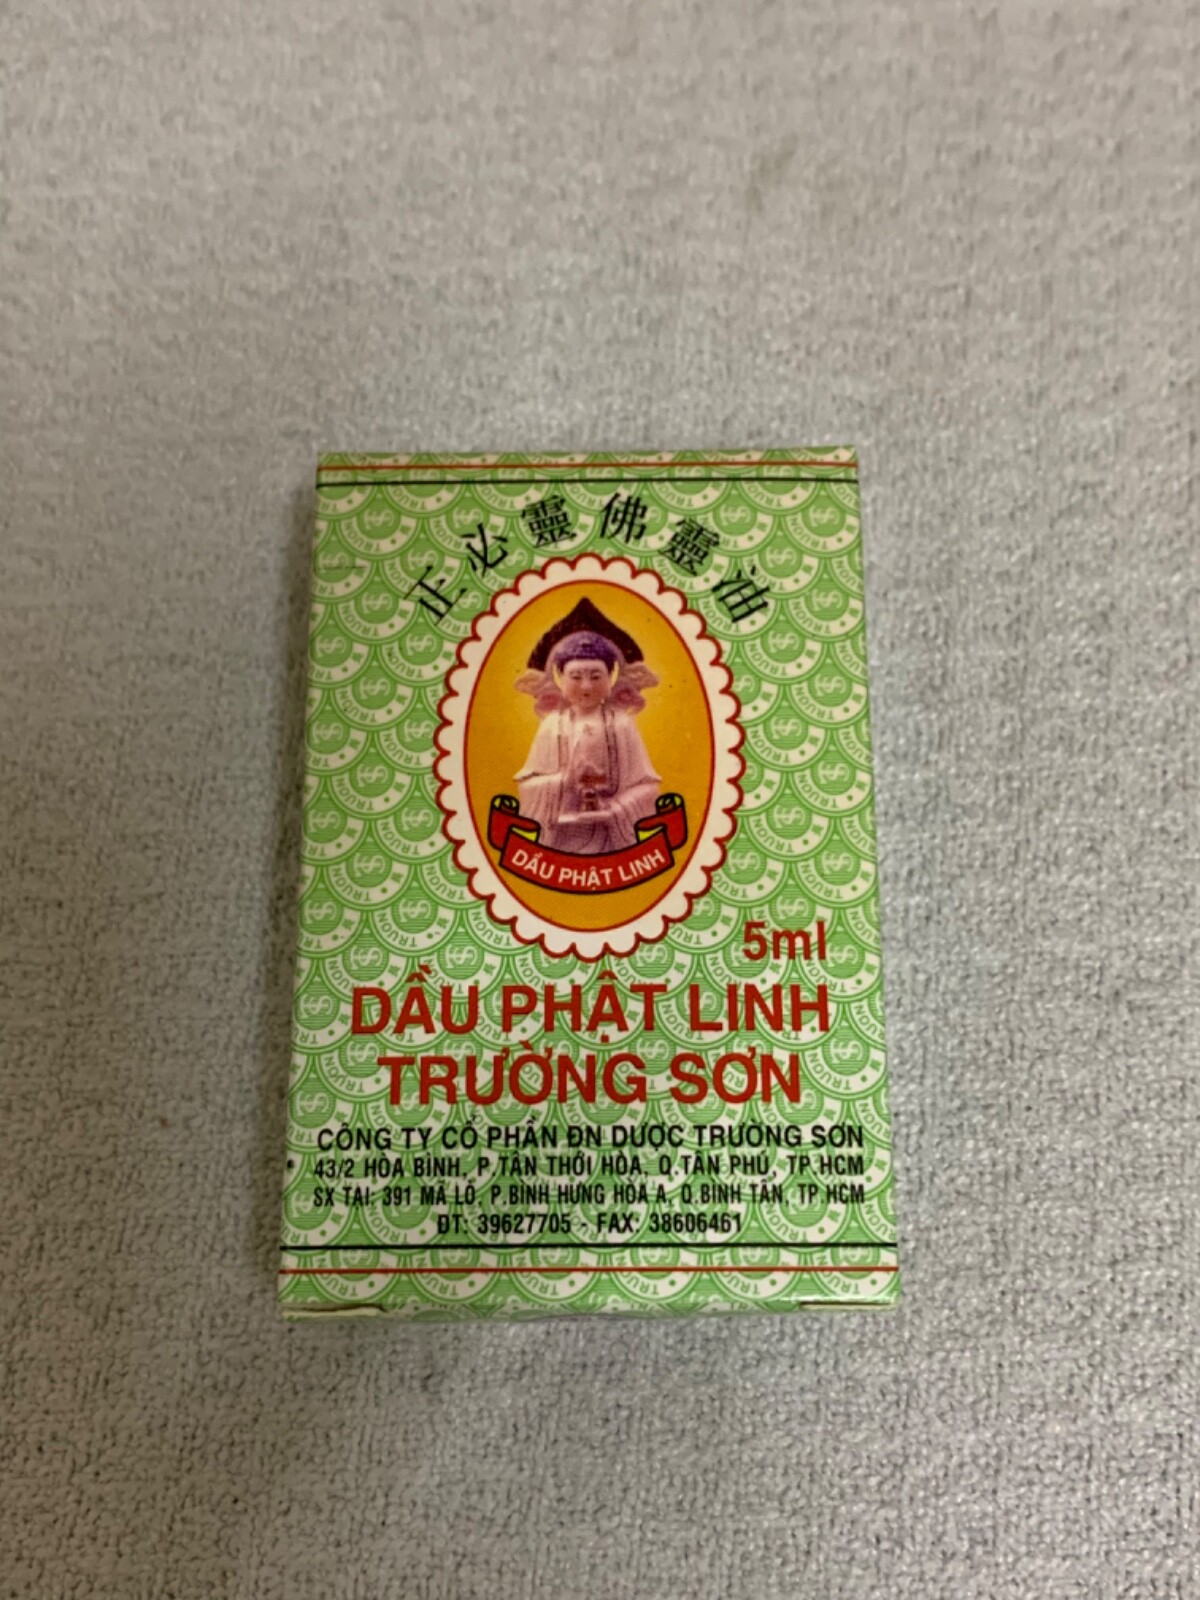 正必靈佛靈油
DẦU PHẬT LINH
5ml
DẦU PHẬT LINH
TRƯỜNG SƠN
CÔNG TY CỔ PHẦN ĐN DƯỢC TRƯỜNG SƠN
43/2 HÒA BÌNH, P.TÂN THỚI HÒA, Q.TÂN PHÚ, TP.HCM
SX TẠI: 391 MÃ LÒ, P.BÌNH HƯNG HÒA A, Q.BÌNH TÂN, TP.HCM
ĐT: 39627705 - FAX: 38606461